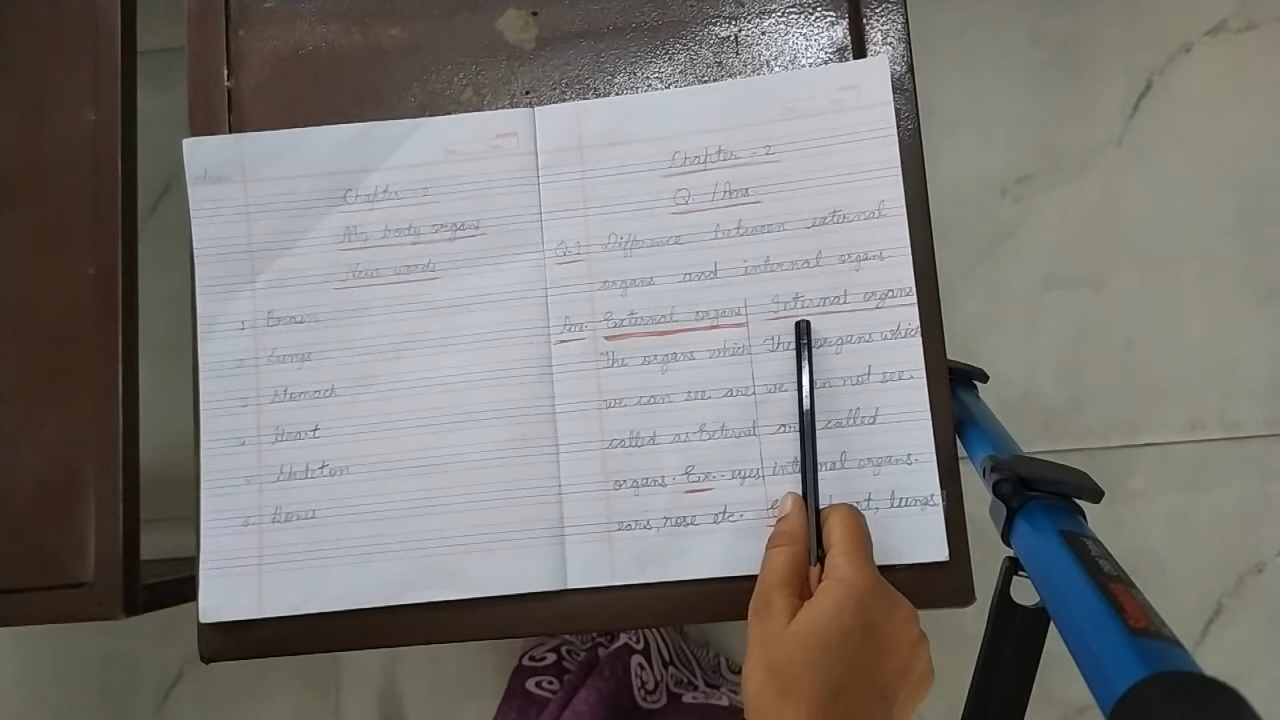 Chapter - 2
My body organs
New words
1. Brain
2. Lungs
3. Stomach
4. Heart
5. Skleton
6. Bones
Chapter - 2
Q. / Ans.
Q.1 Difference between external
organs and internal organs
Ans. External organs
The organs which
we can see are
called as External
organs. Ex.- eyes
ears, nose etc.
Internal organs
The organs which
we can not see
are called
internal organs.
lungs,